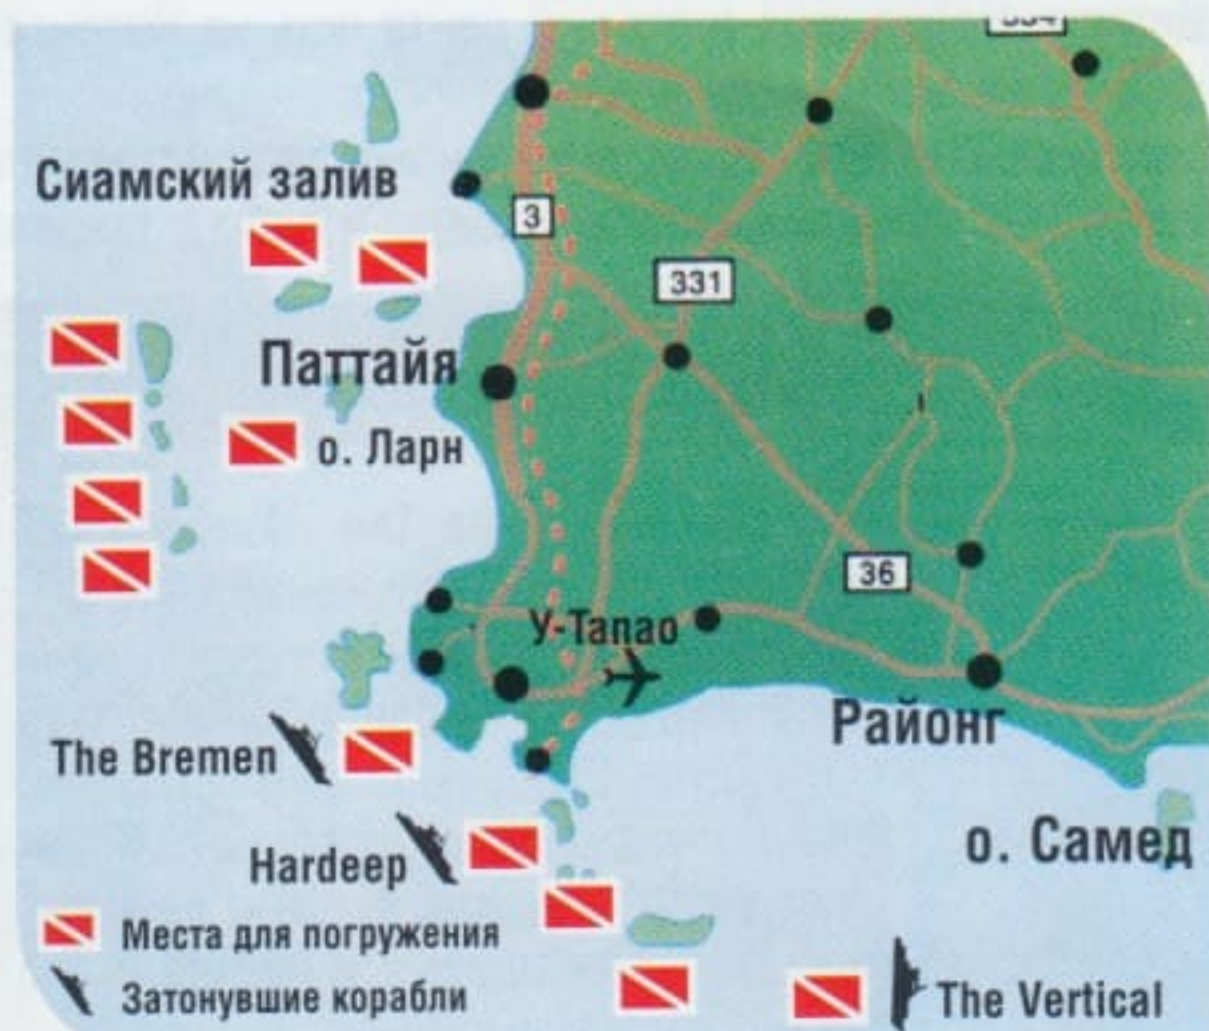 334
Сиамский залив
3
331
Паттайя
о. Ларн
36
У-Тапао
Районг
The Bremen
Hardeep
о. Самед
Места для погружения
Затонувшие корабли
The Vertical